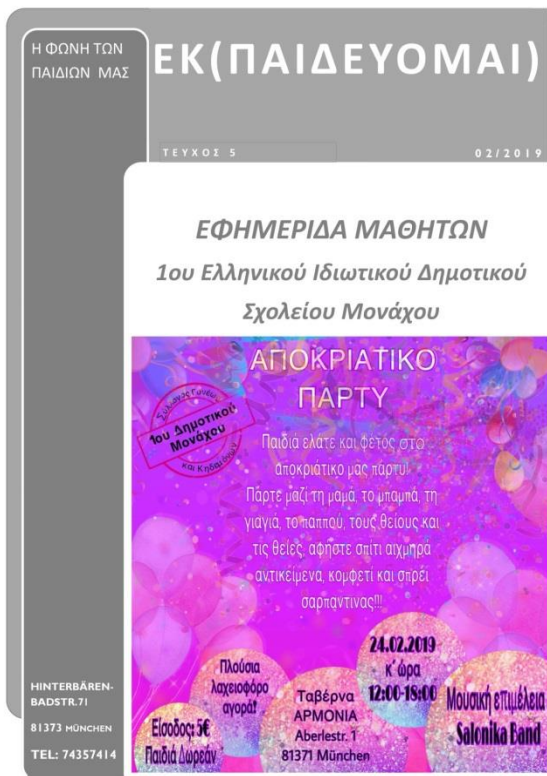 Η ΦΩΝΗ ΤΩΝ
ΠΑΙΔΙΩΝ ΜΑΣ
ΕΚ(ΠΑΙΔΕΥΟΜΑΙ)
ΤΕΥΧΟΣ 5
02/2019
ΕΦΗΜΕΡΙΔΑ ΜΑΘΗΤΩΝ
1ου Ελληνικού Ιδιωτικού Δημοτικού
Σχολείου Μονάχου
ΑΠΟΚΡΙΑΤΙΚΟ
ΠΑΡΤΥ
Σύλλογος Γονέων
1ου Δημοτικού
Μονάχου
και Κηδεμόνων
Παιδιά ελάτε και φέτος στο
αποκριάτικο μας πάρτυ!
Πάρτε μαζί τη μαμά, το μπαμπά, τη
γιαγιά, το παππού, τους θείους και
τις θείες, αφήστε σπίτι αιχμηρά
αντικείμενα, κομφετί και σπρέι
σαρπαντίνας!!!
24.02.2019
κ΄ ώρα
12:00-18:00
Πλούσια
λαχειοφόρο
αγορά!
Ταβέρνα
ΑΡΜΟΝΙΑ
Aberlestr. 1
81371 München
Μουσική επιμέλεια
Salonika Band
Είσοδος: 5€
Παιδιά Δωρεάν
HINTERBÄREN-
BADSTR.71
81373 MÜNCHEN
TEL: 74357414